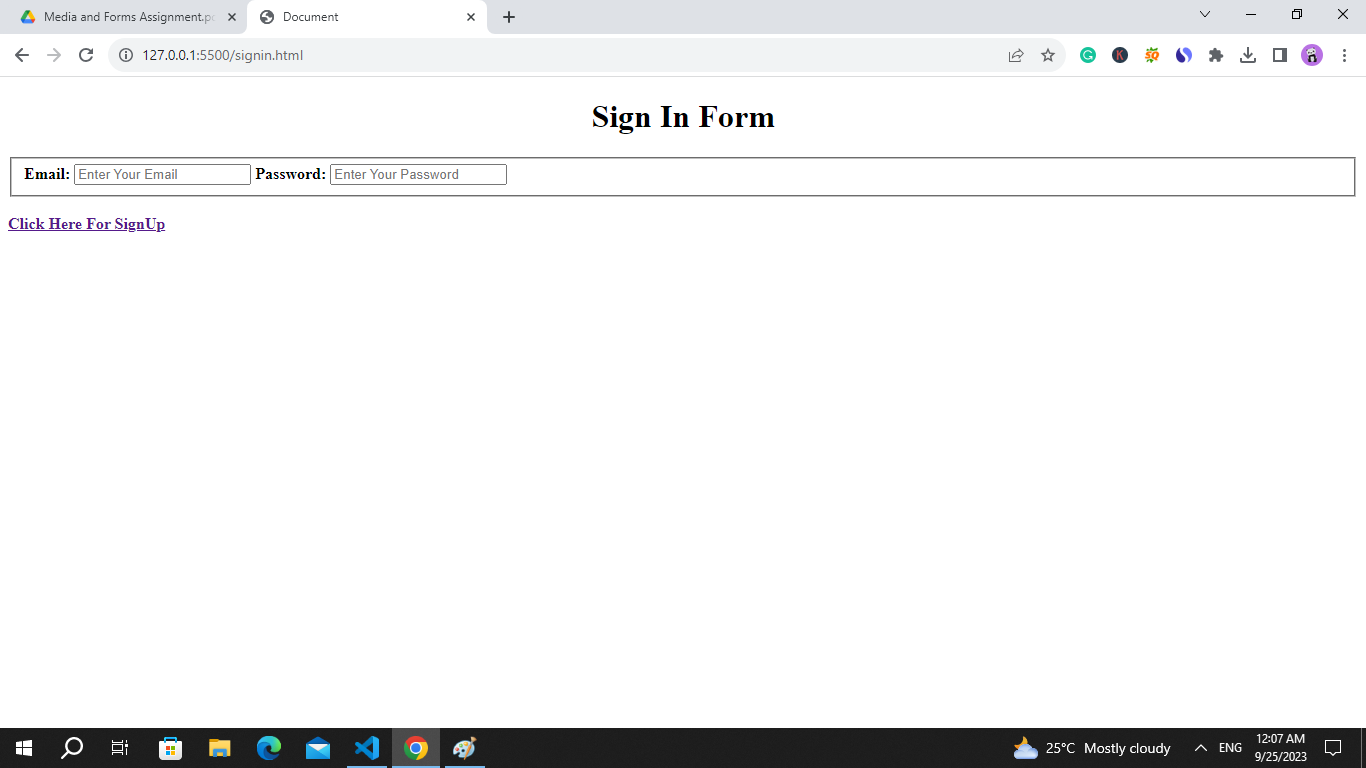 Media and Forms Assignment.pd
Document
127.0.0.1:5500/signin.html
Sign In Form
Email: Enter Your Email Password: Enter Your Password
Click Here For SignUp
25°C Mostly cloudy
ENG
12:07 AM
9/25/2023